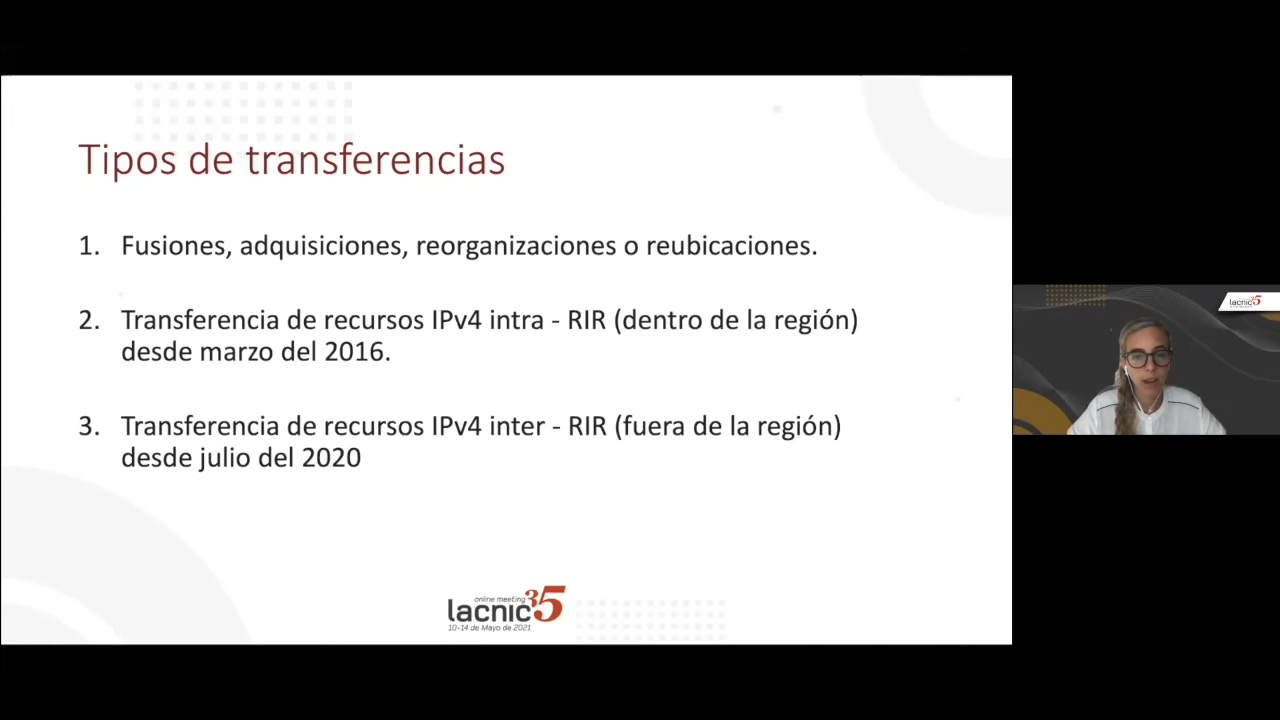 Tipos de transferencias
1. Fusiones, adquisiciones, reorganizaciones o reubicaciones.
2. Transferencia de recursos IPv4 intra - RIR (dentro de la región)
desde marzo del 2016.
3. Transferencia de recursos IPv4 inter - RIR (fuera de la región)
desde julio del 2020
online meeting
lacnic35
10-14 de Mayo de 2021
lacnic35